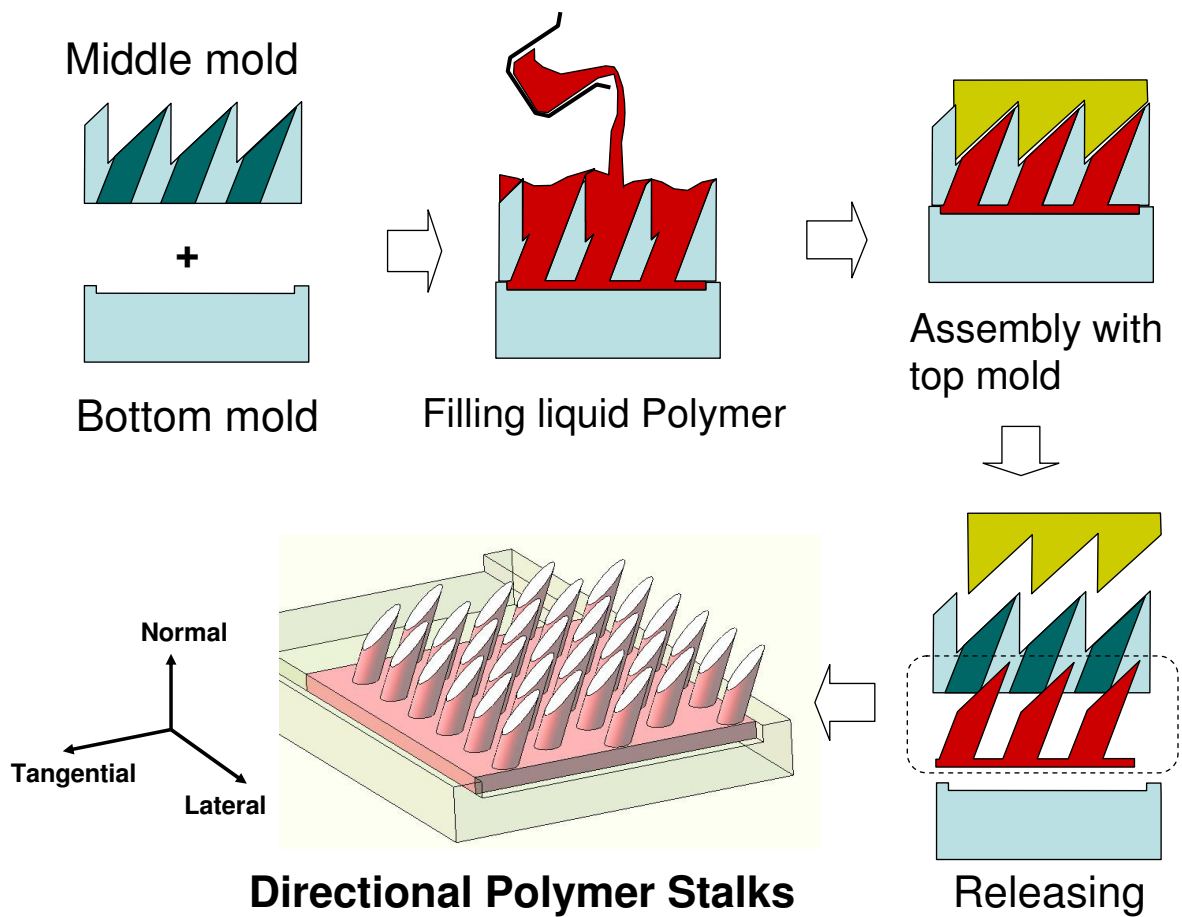 Middle mold
+
Bottom mold
Filling liquid Polymer
Assembly with
top mold
Normal
Tangential
Lateral
Directional Polymer Stalks
Releasing